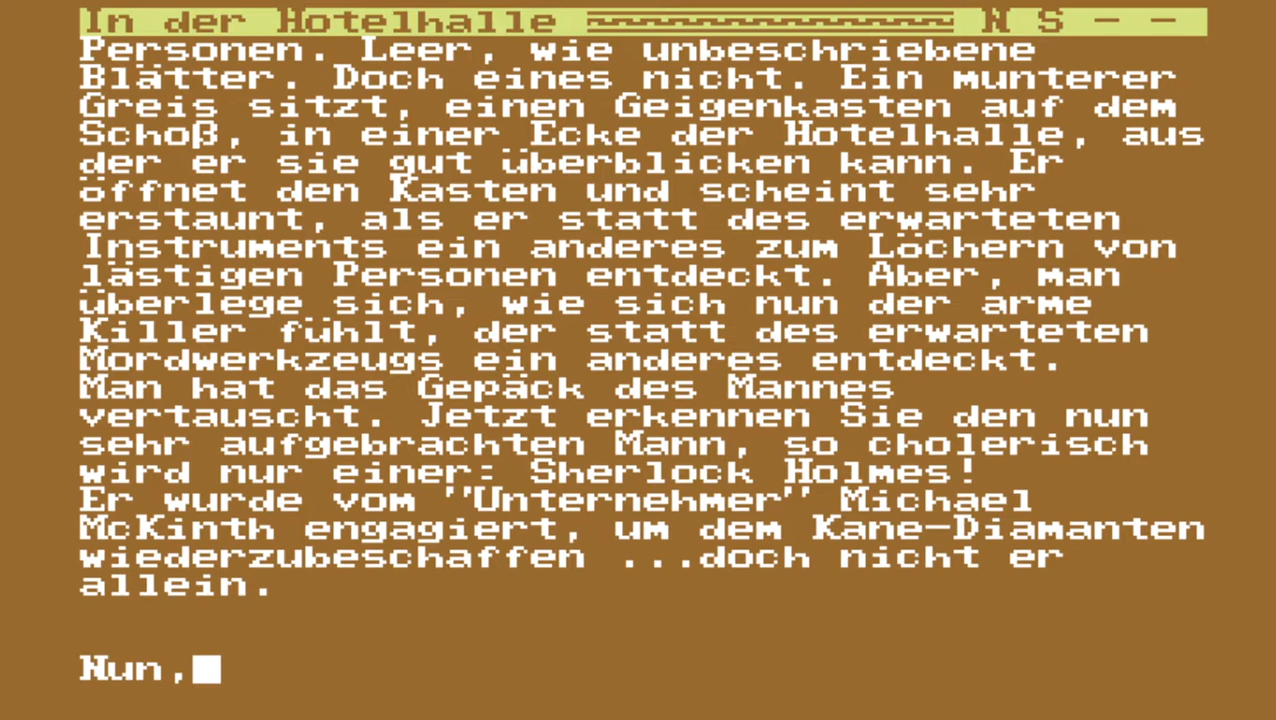 In der Hotelhalle N S - -
Personen. Leer, wie unbeschriebene
Blätter. Doch eines nicht. Ein munterer
Greis sitzt, einen Geigenkasten auf dem
Schoß, in einer Ecke der Hotelhalle, aus
der er sie gut überblicken kann. Er
öffnet den Kasten und scheint sehr
erstaunt, als er statt des erwarteten
Instruments ein anderes zum Löchern von
lästigen Personen entdeckt. Aber, man
überlege sich, wie sich nun der arme
Killer fühlt, der statt des erwarteten
Mordwerkzeugs ein anderes entdeckt.
Man hat das Gepäck des Mannes
vertauscht. Jetzt erkennen Sie den nun
sehr aufgebrachten Mann, so cholerisch
wird nur einer: Sherlock Holmes!
Er wurde vom "Unternehmer" Michael
McKinth engagiert, um dem Kane-Diamanten
wiederzubeschaffen ...doch nicht er
allein.
Nun,